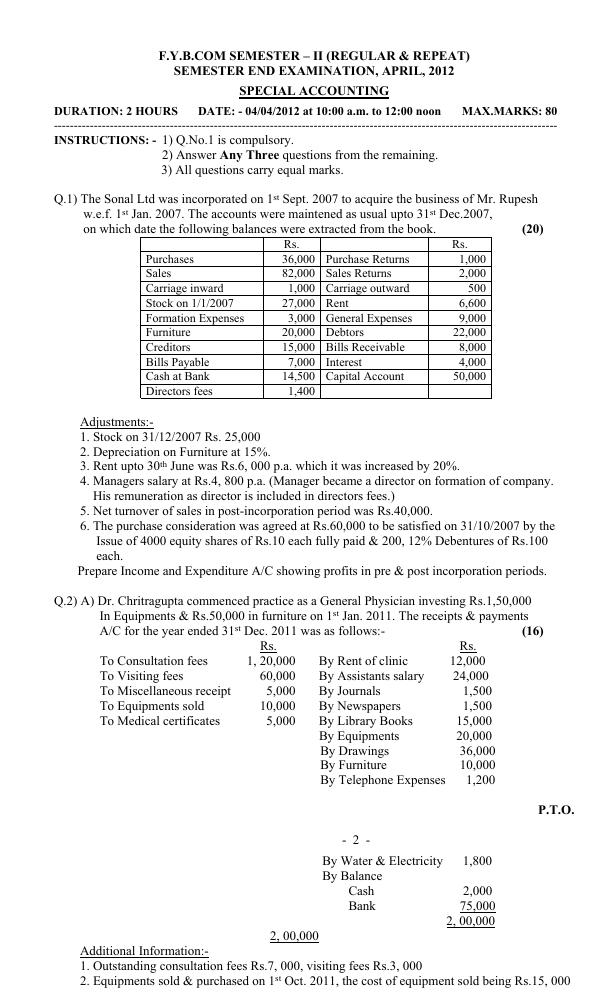 F.Y.B.COM SEMESTER – II (REGULAR & REPEAT)
SEMESTER END EXAMINATION, APRIL, 2012
SPECIAL ACCOUNTING
DURATION: 2 HOURS DATE: - 04/04/2012 at 10:00 a.m. to 12:00 noon MAX.MARKS: 80
INSTRUCTIONS: - 1) Q.No.1 is compulsory.
2) Answer Any Three questions from the remaining.
3) All questions carry equal marks.
Q.1) The Sonal Ltd was incorporated on 1st Sept. 2007 to acquire the business of Mr. Rupesh
w.e.f. 1st Jan. 2007. The accounts were maintened as usual upto 31st Dec.2007,
on which date the following balances were extracted from the book. (20)
Rs. Rs.
Purchases 36,000 Purchase Returns 1,000
Sales 82,000 Sales Returns 2,000
Carriage inward 1,000 Carriage outward 500
Stock on 1/1/2007 27,000 Rent 6,600
Formation Expenses 3,000 General Expenses 9,000
Furniture 20,000 Debtors 22,000
Creditors 15,000 Bills Receivable 8,000
Bills Payable 7,000 Interest 4,000
Cash at Bank 14,500 Capital Account 50,000
Directors fees 1,400
Adjustments:-
1. Stock on 31/12/2007 Rs. 25,000
2. Depreciation on Furniture at 15%.
3. Rent upto 30th June was Rs.6, 000 p.a. which it was increased by 20%.
4. Managers salary at Rs.4, 800 p.a. (Manager became a director on formation of company.
His remuneration as director is included in directors fees.)
5. Net turnover of sales in post-incorporation period was Rs.40,000.
6. The purchase consideration was agreed at Rs.60,000 to be satisfied on 31/10/2007 by the
Issue of 4000 equity shares of Rs.10 each fully paid & 200, 12% Debentures of Rs.100
each.
Prepare Income and Expenditure A/C showing profits in pre & post incorporation periods.
Q.2) A) Dr. Chritragupta commenced practice as a General Physician investing Rs.1,50,000
In Equipments & Rs.50,000 in furniture on 1st Jan. 2011. The receipts & payments
A/C for the year ended 31st Dec. 2011 was as follows:- (16)
Rs. Rs.
To Consultation fees 1, 20,000 By Rent of clinic 12,000
To Visiting fees 60,000 By Assistants salary 24,000
To Miscellaneous receipt 5,000 By Journals 1,500
To Equipments sold 10,000 By Newspapers 1,500
To Medical certificates 5,000 By Library Books 15,000
By Equipments 20,000
By Drawings 36,000
By Furniture 10,000
By Telephone Expenses 1,200
P.T.O.
- 2 -
By Water & Electricity 1,800
By Balance
Cash 2,000
Bank 75,000
2, 00,000
2, 00,000
Additional Information:-
1. Outstanding consultation fees Rs.7, 000, visiting fees Rs.3, 000
2. Equipments sold & purchased on 1st Oct. 2011, the cost of equipment sold being Rs.15, 000